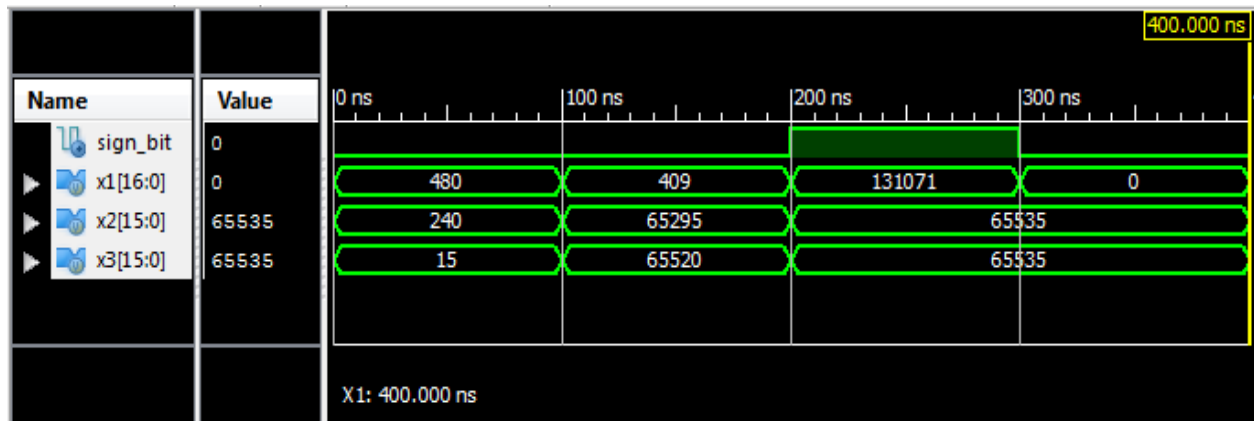 400.000 ns
Name Value 0 ns 100 ns 200 ns 300 ns
sign_bit 0
x1[16:0] 0 480 409 131071 0
x2[15:0] 65535 240 65295 65535
x3[15:0] 65535 15 65520 65535
X1: 400.000 ns